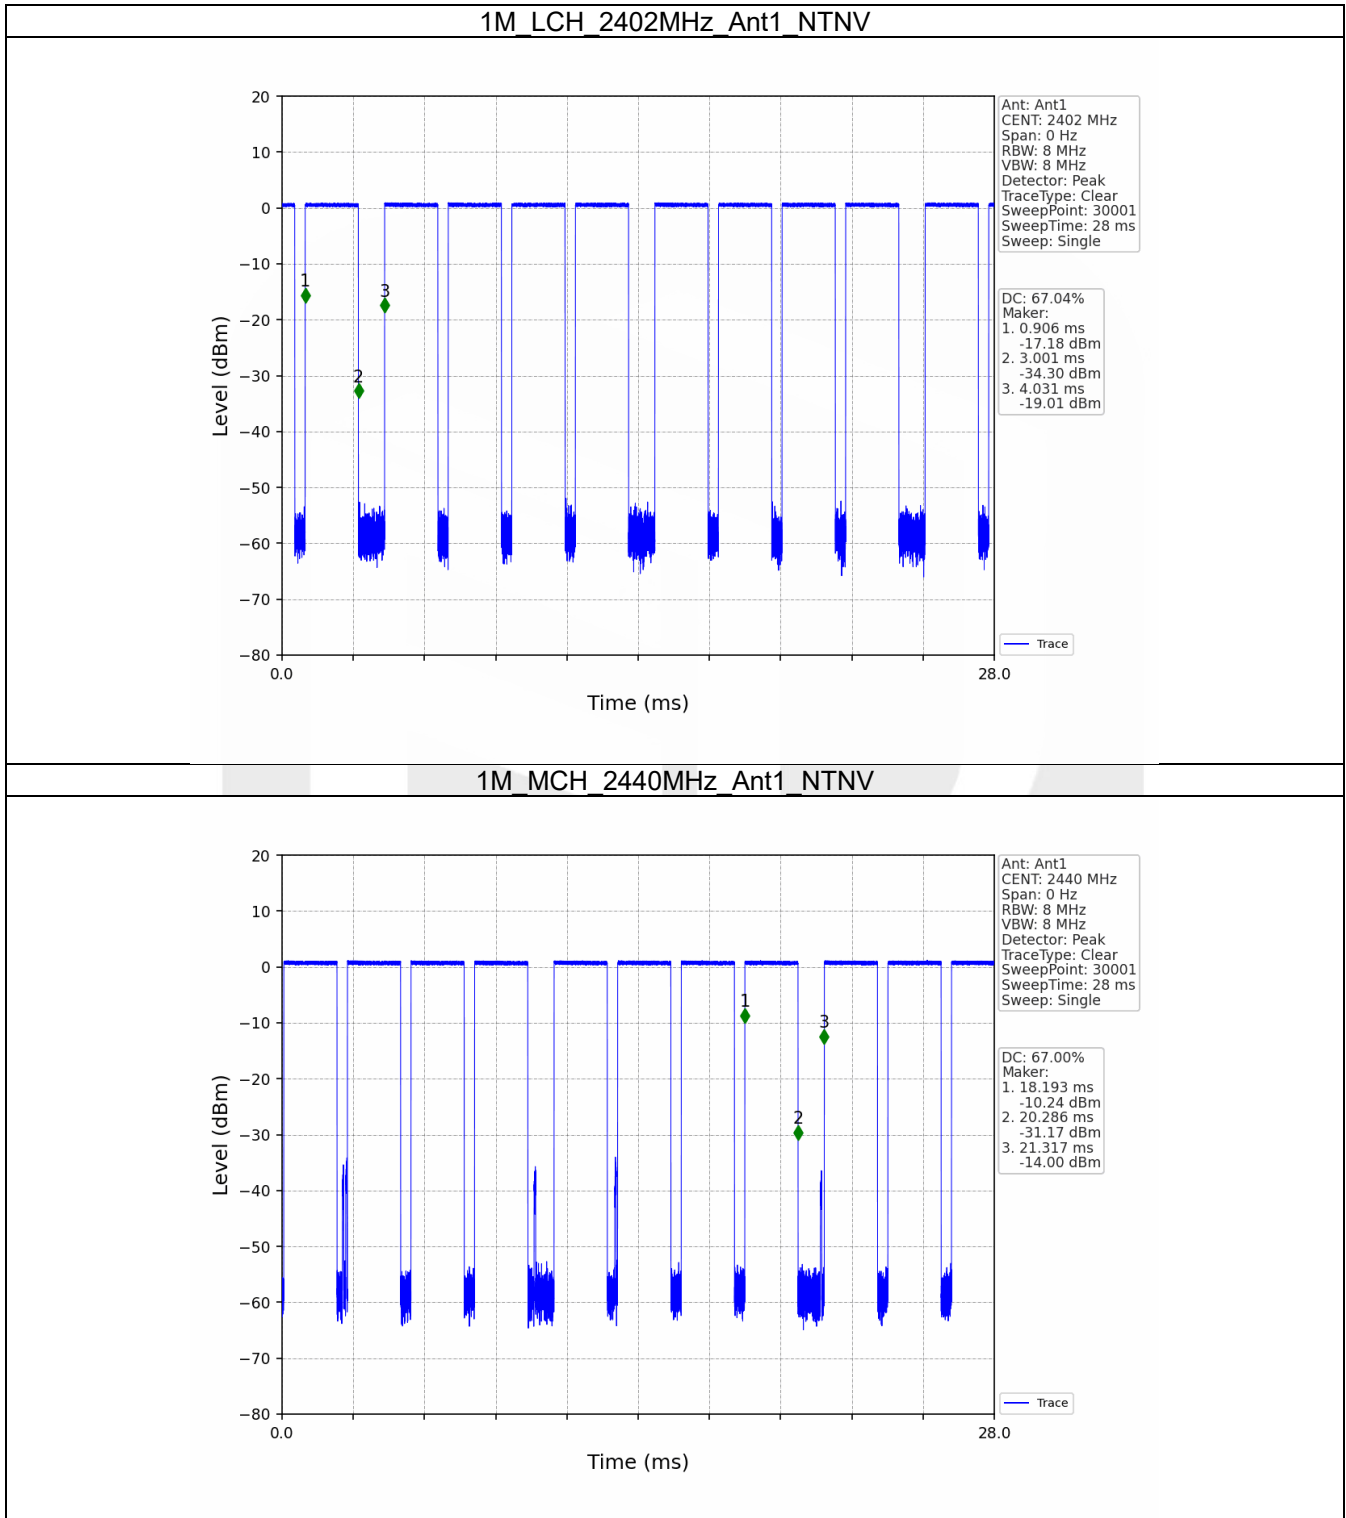 1M_LCH_2402MHz_Ant1_NTNV
20
10
0
−10
−20
−30
−40
−50
−60
−70
−80
Level (dBm)
1
2
3
0.0
28.0
Time (ms)
Ant: Ant1
CENT: 2402 MHz
Span: 0 Hz
RBW: 8 MHz
VBW: 8 MHz
Detector: Peak
TraceType: Clear
SweepPoint: 30001
SweepTime: 28 ms
Sweep: Single
DC: 67.04%
Maker:
1. 0.906 ms
-17.18 dBm
2. 3.001 ms
-34.30 dBm
3. 4.031 ms
-19.01 dBm
Trace
1M_MCH_2440MHz_Ant1_NTNV
20
10
0
−10
−20
−30
−40
−50
−60
−70
−80
Level (dBm)
1
2
3
0.0
28.0
Time (ms)
Ant: Ant1
CENT: 2440 MHz
Span: 0 Hz
RBW: 8 MHz
VBW: 8 MHz
Detector: Peak
TraceType: Clear
SweepPoint: 30001
SweepTime: 28 ms
Sweep: Single
DC: 67.00%
Maker:
1. 18.193 ms
-10.24 dBm
2. 20.286 ms
-31.17 dBm
3. 21.317 ms
-14.00 dBm
Trace